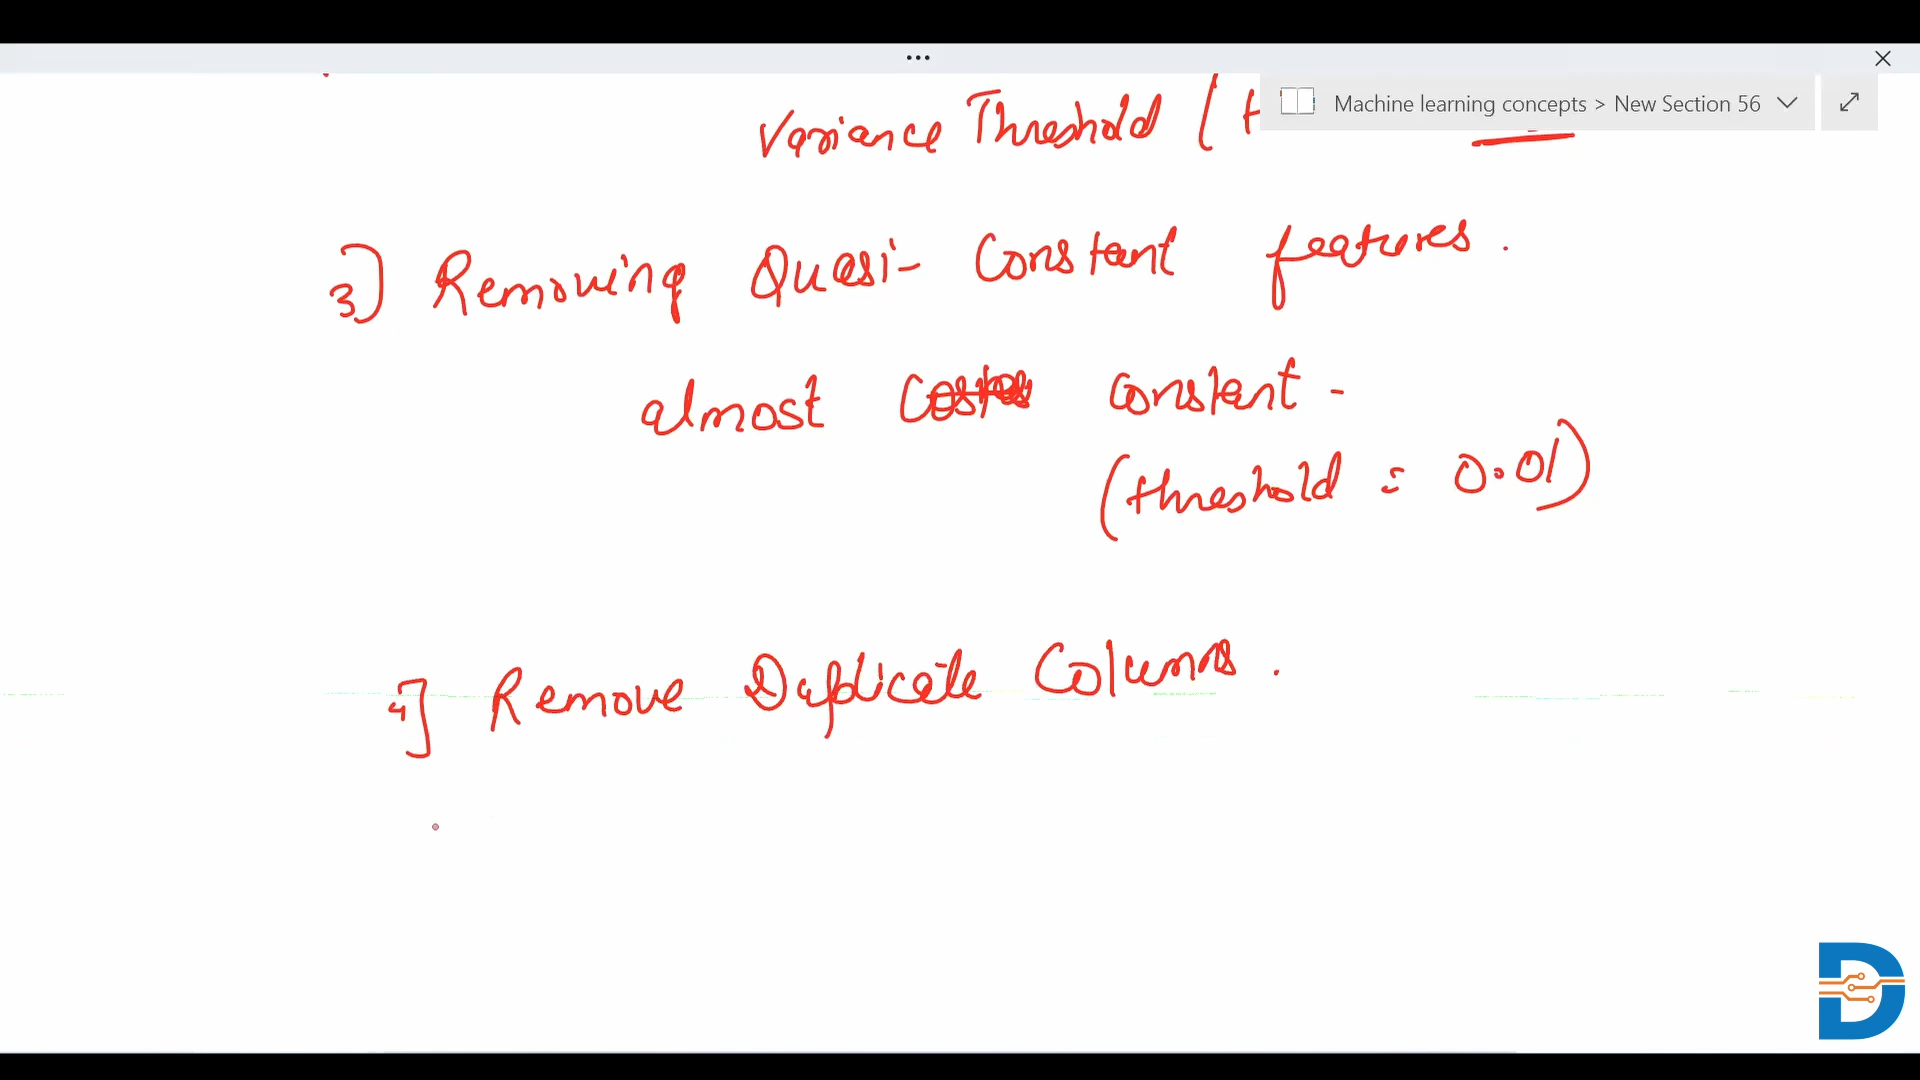 ...
Machine learning concepts > New Section 56
Variance Threshold ( t
3) Removing Quasi- Constant features.
almost constant -
(threshold = 0.01)
4] Remove Duplicate Columns.
D